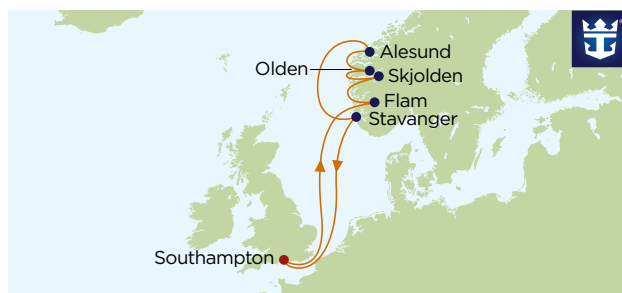 Alesund
Olden
Skjolden
Flam
Stavanger
Southampton